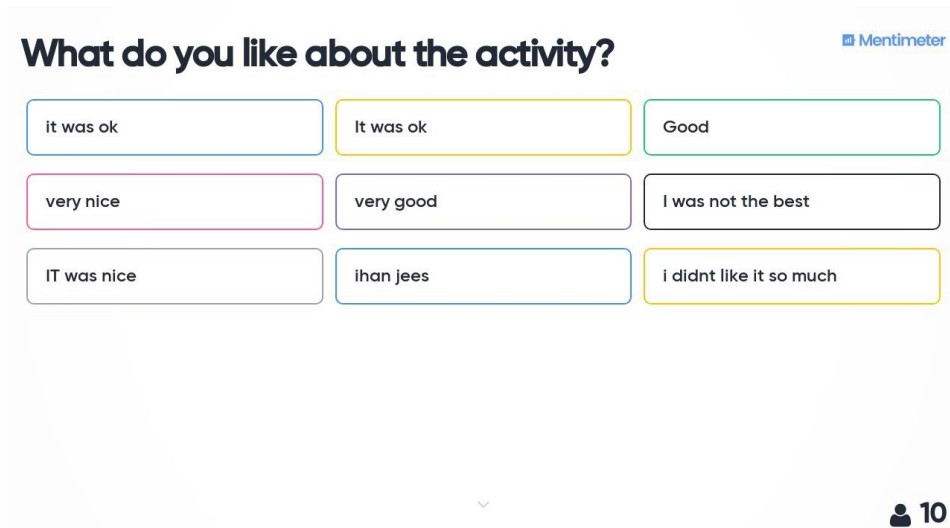 What do you like about the activity?
Mentimeter
it was ok
It was ok
Good
very nice
very good
I was not the best
IT was nice
ihan jees
i didnt like it so much
10